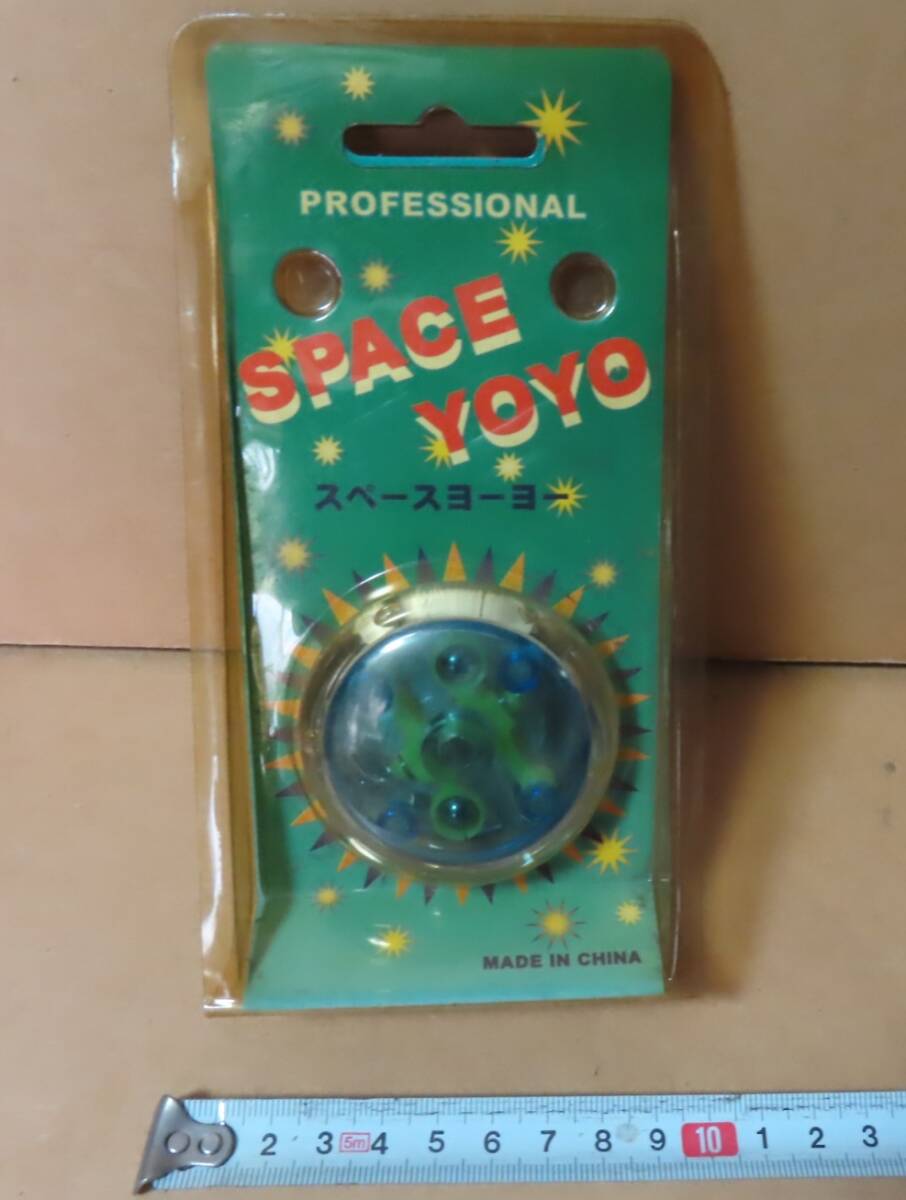 PROFESSIONAL
SPACE
YOYO
スペースヨーヨー
MADE IN CHINA
2 3 5m 4 5 6 7 8 9 10 1 2 3